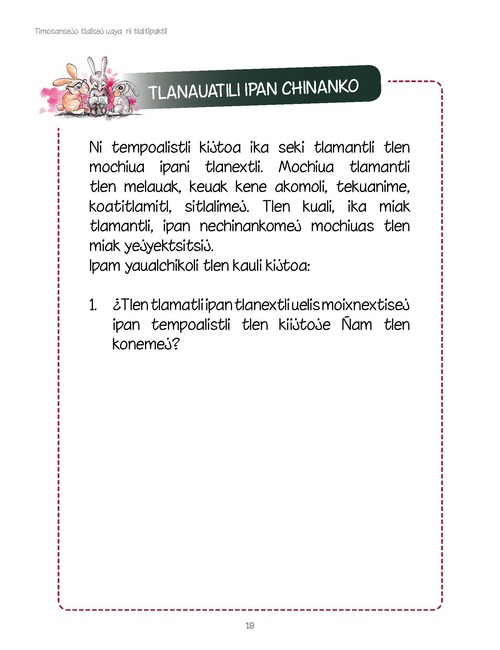 Timosansejo tlalisej uaya ni tlaltipaktli
TLANAUATILI IPAN CHINANKO
Ni tempoalistli kijtoa ika seki tlamantli tlen
mochiua ipani tlanextli. Mochiua tlamantli
tlen melauak, keuak kene akomoli, tekuanime,
koatitlamitl, sitlalimej. Tlen kuali, ika miak
tlamantli, ipan nechinankomej mochiuas tlen
miak yejyektsitsij.
Ipam yaualchikoli tlen kauli kijtoa:
1. ¿Tlen tlamatli ipan tlanextli uelis moixnextisej
ipan tempoalistli tlen kiijtoje Ñam tlen
konemej?
18